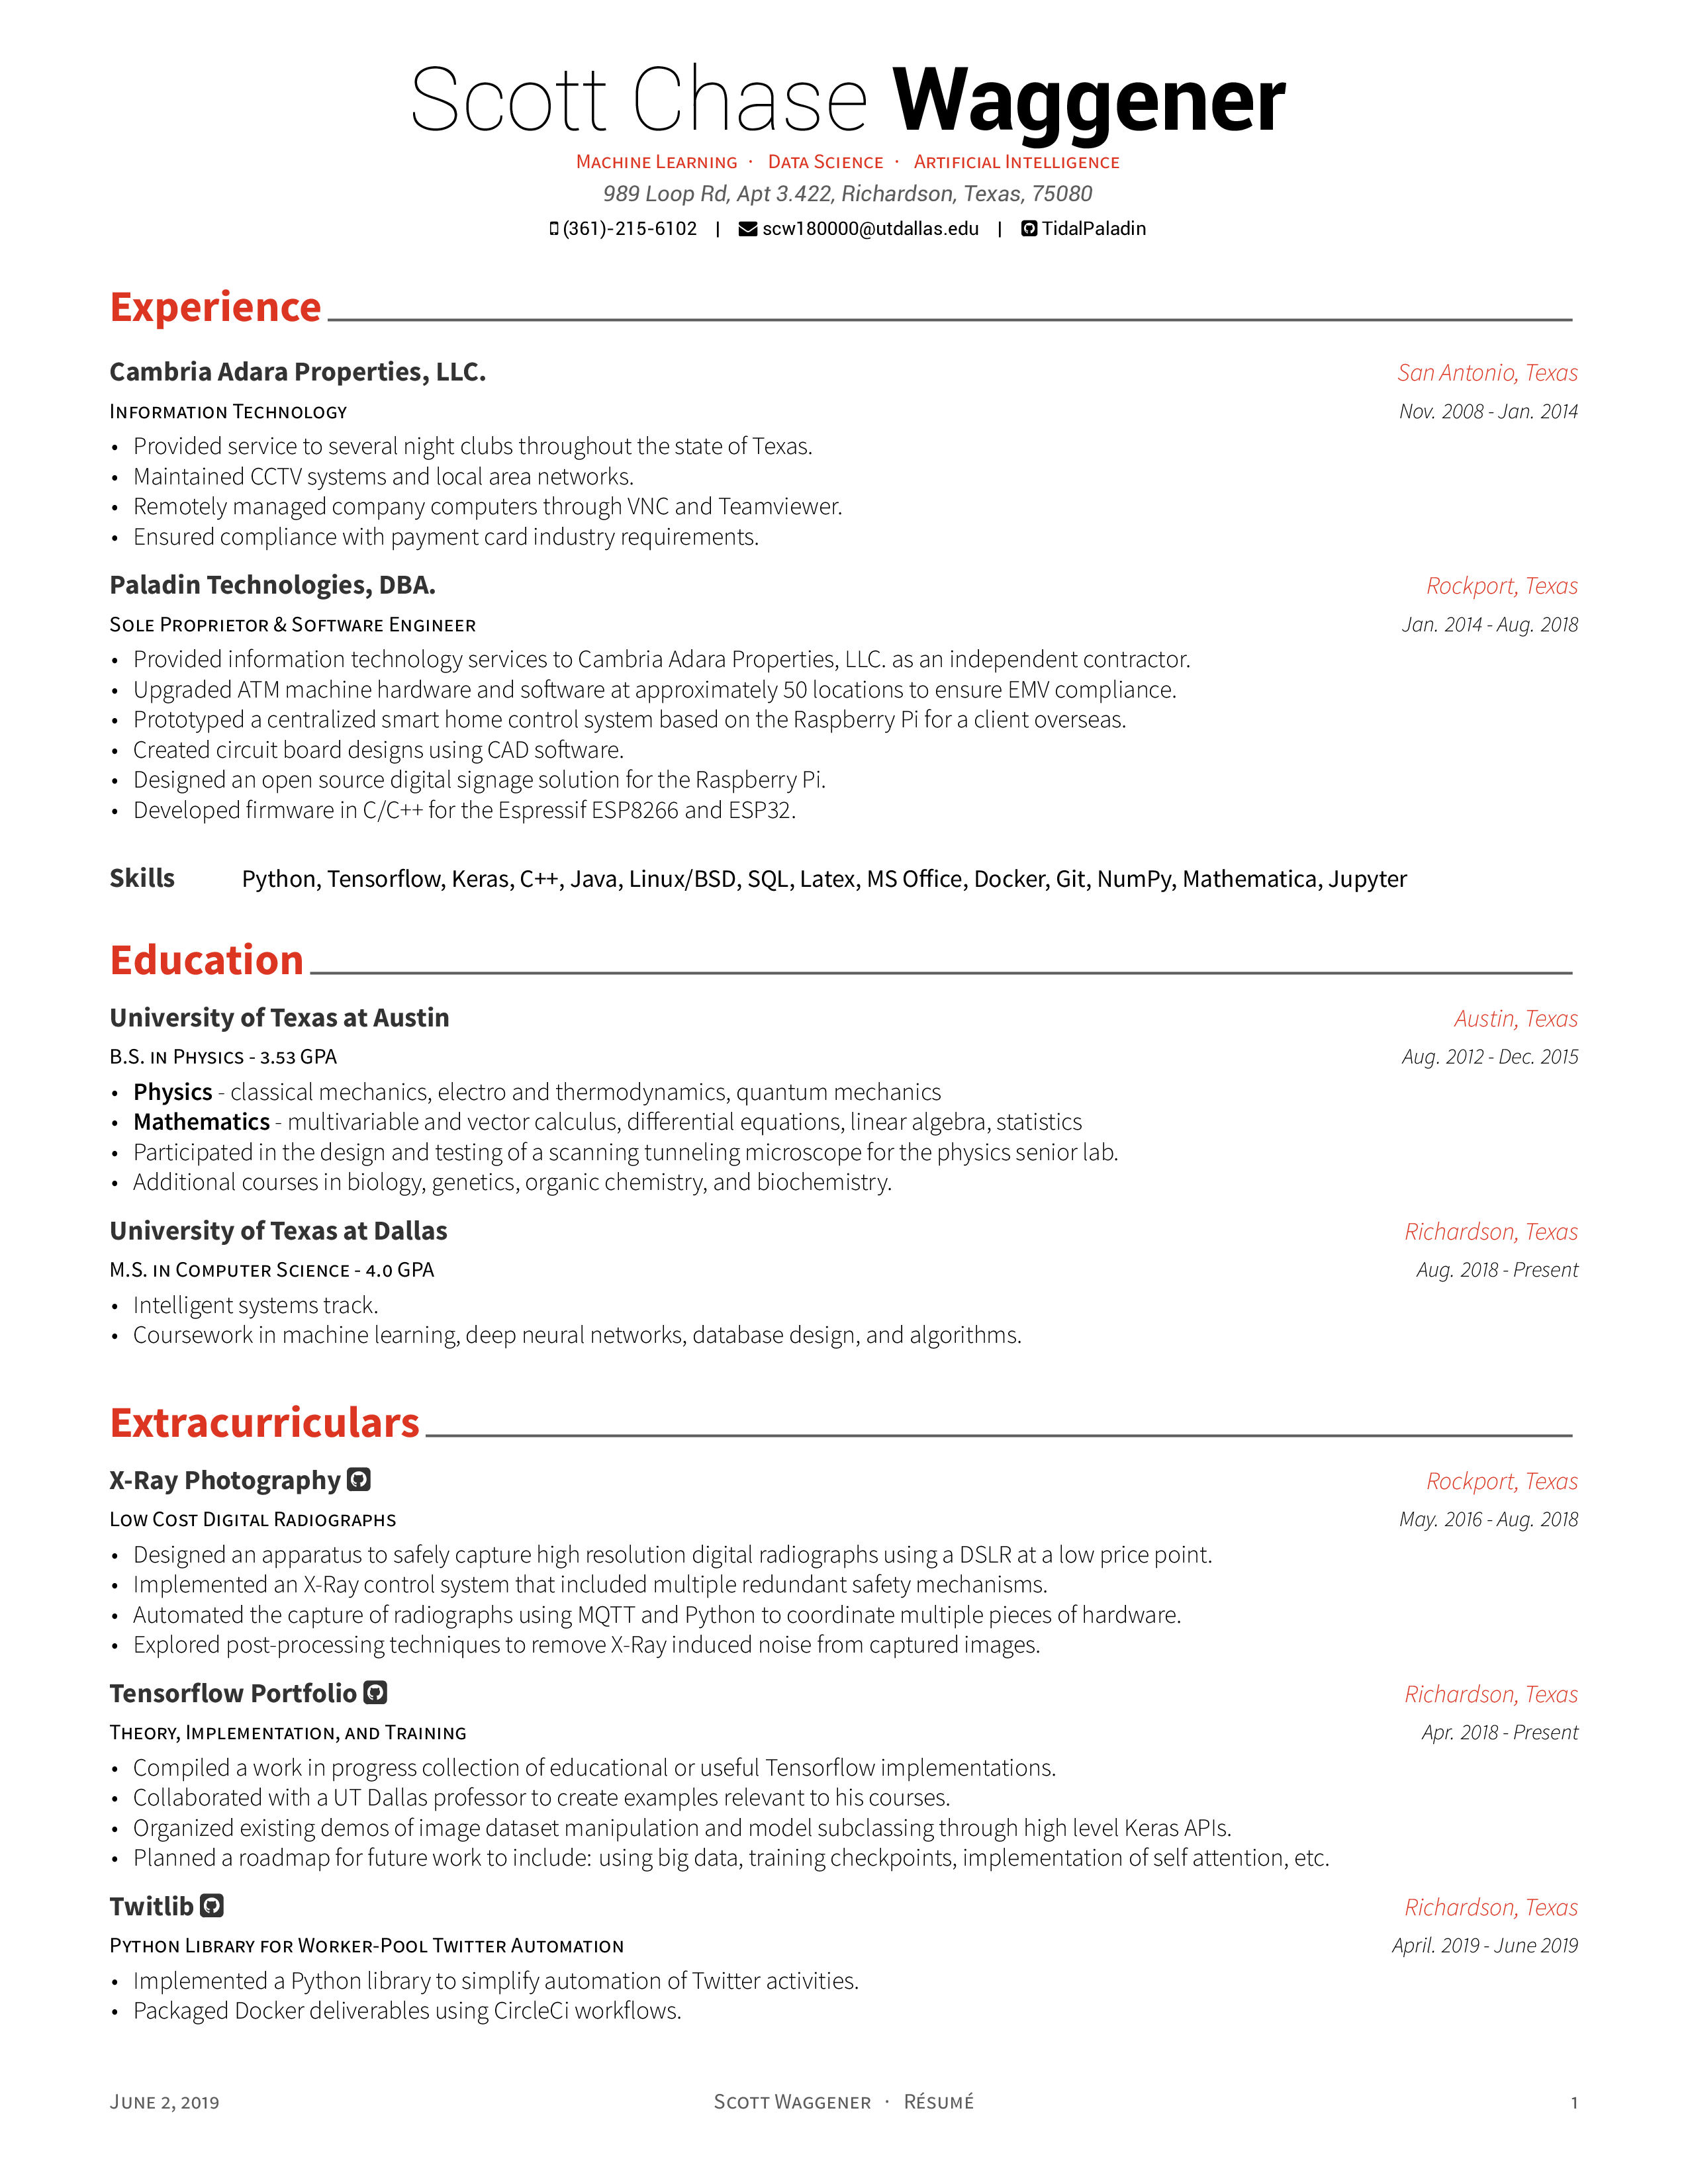 Scott Chase Waggener
Machine Learning · Data Science · Artificial Intelligence
989 Loop Rd, Apt 3.422, Richardson, Texas, 75080
(361)-215-6102 | scw180000@utdallas.edu | TidalPaladin
Experience
Cambria Adara Properties, LLC. San Antonio, Texas
Information Technology Nov. 2008 - Jan. 2014
• Provided service to several night clubs throughout the state of Texas.
• Maintained CCTV systems and local area networks.
• Remotely managed company computers through VNC and Teamviewer.
• Ensured compliance with payment card industry requirements.
Paladin Technologies, DBA. Rockport, Texas
Sole Proprietor & Software Engineer Jan. 2014 - Aug. 2018
• Provided information technology services to Cambria Adara Properties, LLC. as an independent contractor.
• Upgraded ATM machine hardware and software at approximately 50 locations to ensure EMV compliance.
• Prototyped a centralized smart home control system based on the Raspberry Pi for a client overseas.
• Created circuit board designs using CAD software.
• Designed an open source digital signage solution for the Raspberry Pi.
• Developed firmware in C/C++ for the Espressif ESP8266 and ESP32.
Skills Python, Tensorflow, Keras, C++, Java, Linux/BSD, SQL, Latex, MS Office, Docker, Git, NumPy, Mathematica, Jupyter
Education
University of Texas at Austin Austin, Texas
B.S. in Physics - 3.53 GPA Aug. 2012 - Dec. 2015
• Physics - classical mechanics, electro and thermodynamics, quantum mechanics
• Mathematics - multivariable and vector calculus, differential equations, linear algebra, statistics
• Participated in the design and testing of a scanning tunneling microscope for the physics senior lab.
• Additional courses in biology, genetics, organic chemistry, and biochemistry.
University of Texas at Dallas Richardson, Texas
M.S. in Computer Science - 4.0 GPA Aug. 2018 - Present
• Intelligent systems track.
• Coursework in machine learning, deep neural networks, database design, and algorithms.
Extracurriculars
X-Ray Photography Rockport, Texas
Low Cost Digital Radiographs May. 2016 - Aug. 2018
• Designed an apparatus to safely capture high resolution digital radiographs using a DSLR at a low price point.
• Implemented an X-Ray control system that included multiple redundant safety mechanisms.
• Automated the capture of radiographs using MQTT and Python to coordinate multiple pieces of hardware.
• Explored post-processing techniques to remove X-Ray induced noise from captured images.
Tensorflow Portfolio Richardson, Texas
Theory, Implementation, and Training Apr. 2018 - Present
• Compiled a work in progress collection of educational or useful Tensorflow implementations.
• Collaborated with a UT Dallas professor to create examples relevant to his courses.
• Organized existing demos of image dataset manipulation and model subclassing through high level Keras APIs.
• Planned a roadmap for future work to include: using big data, training checkpoints, implementation of self attention, etc.
Twitlib Richardson, Texas
Python Library for Worker-Pool Twitter Automation April. 2019 - June 2019
• Implemented a Python library to simplify automation of Twitter activities.
• Packaged Docker deliverables using CircleCi workflows.
June 2, 2019 Scott Waggener · Résumé 1